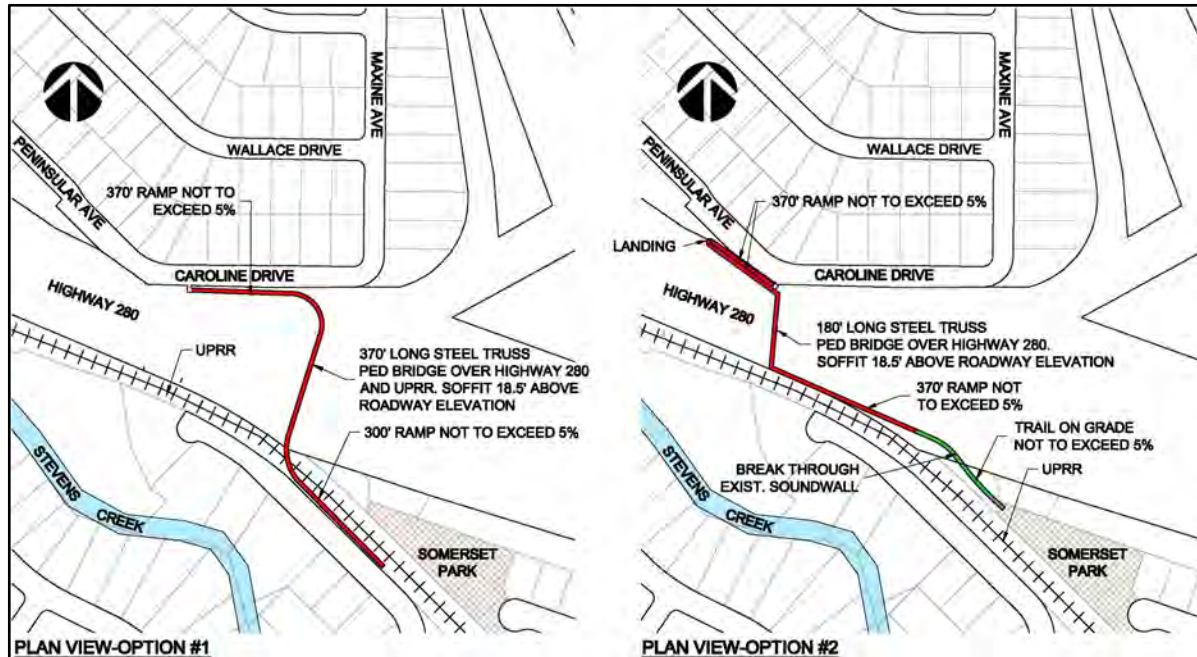 MAXINE AVE
WALLACE DRIVE
PENINSULAR AVE
370' RAMP NOT TO
EXCEED 5%
CAROLINE DRIVE
HIGHWAY 280
UPRR
370' LONG STEEL TRUSS
PED BRIDGE OVER HIGHWAY 280
AND UPRR. SOFFIT 18.5' ABOVE
ROADWAY ELEVATION
300' RAMP NOT TO EXCEED 5%
STEVENS
CREEK
SOMERSET
PARK
PLAN VIEW-OPTION #1
MAXINE AVE
WALLACE DRIVE
PENINSULAR AVE
370' RAMP NOT TO EXCEED 5%
LANDING
CAROLINE DRIVE
HIGHWAY 280
180' LONG STEEL TRUSS
PED BRIDGE OVER HIGHWAY 280.
SOFFIT 18.5' ABOVE ROADWAY ELEVATION
370' RAMP NOT
TO EXCEED 5%
TRAIL ON GRADE
NOT TO EXCEED 5%
BREAK THROUGH
EXIST. SOUNDWALL
UPRR
STEVENS
CREEK
SOMERSET
PARK
PLAN VIEW-OPTION #2